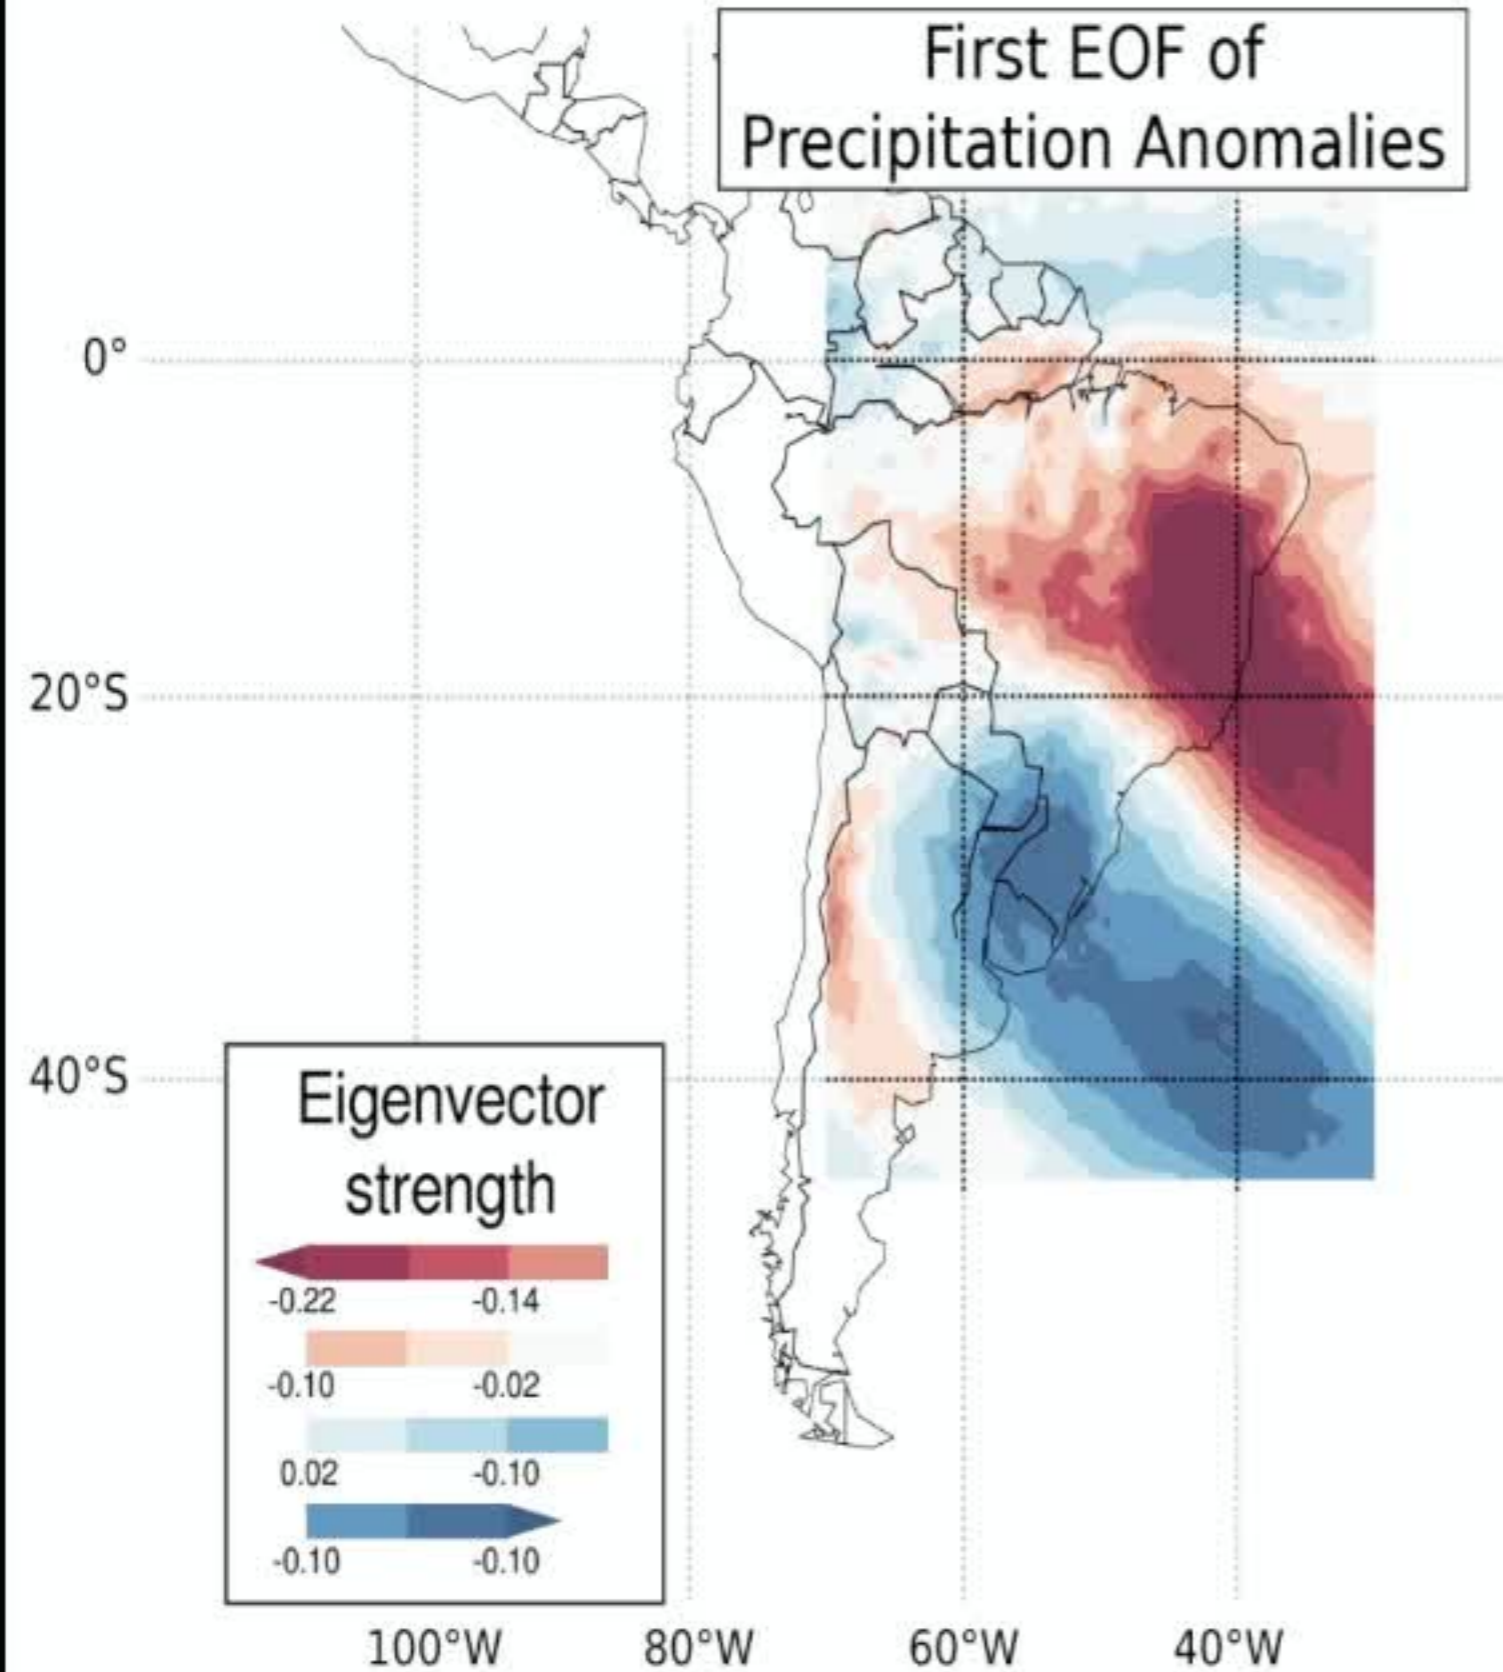 First EOF of
Precipitation Anomalies
0°
20°S
40°S
Eigenvector
strength
-0.22 -0.14
-0.10 -0.02
0.02 -0.10
-0.10 -0.10
100°W 80°W 60°W 40°W